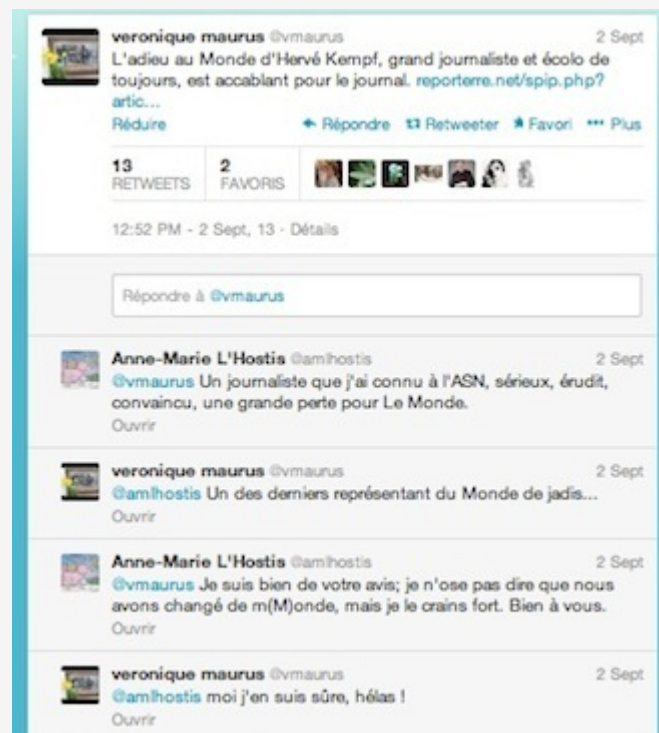 veronique maurus @vmaurus 2 Sept
L'adieu au Monde d'Hervé Kempf, grand journaliste et écolo de
toujours, est accablant pour le journal. reporterre.net/spip.php?
artic...
Réduire Répondre Retweeter Favori Plus
13 2
RETWEETS FAVORIS
12:52 PM - 2 Sept, 13 · Détails
Répondre à @vmaurus
Anne-Marie L'Hostis @amlhostis 2 Sept
@vmaurus Un journaliste que j'ai connu à l'ASN, sérieux, érudit,
convaincu, une grande perte pour Le Monde.
Ouvrir
veronique maurus @vmaurus 2 Sept
@amlhostis Un des derniers représentant du Monde de jadis...
Ouvrir
Anne-Marie L'Hostis @amlhostis 2 Sept
@vmaurus Je suis bien de votre avis; je n'ose pas dire que nous
avons changé de m(M)onde, mais je le crains fort. Bien à vous.
Ouvrir
veronique maurus @vmaurus 2 Sept
@amlhostis moi j'en suis sûre, hélas !
Ouvrir